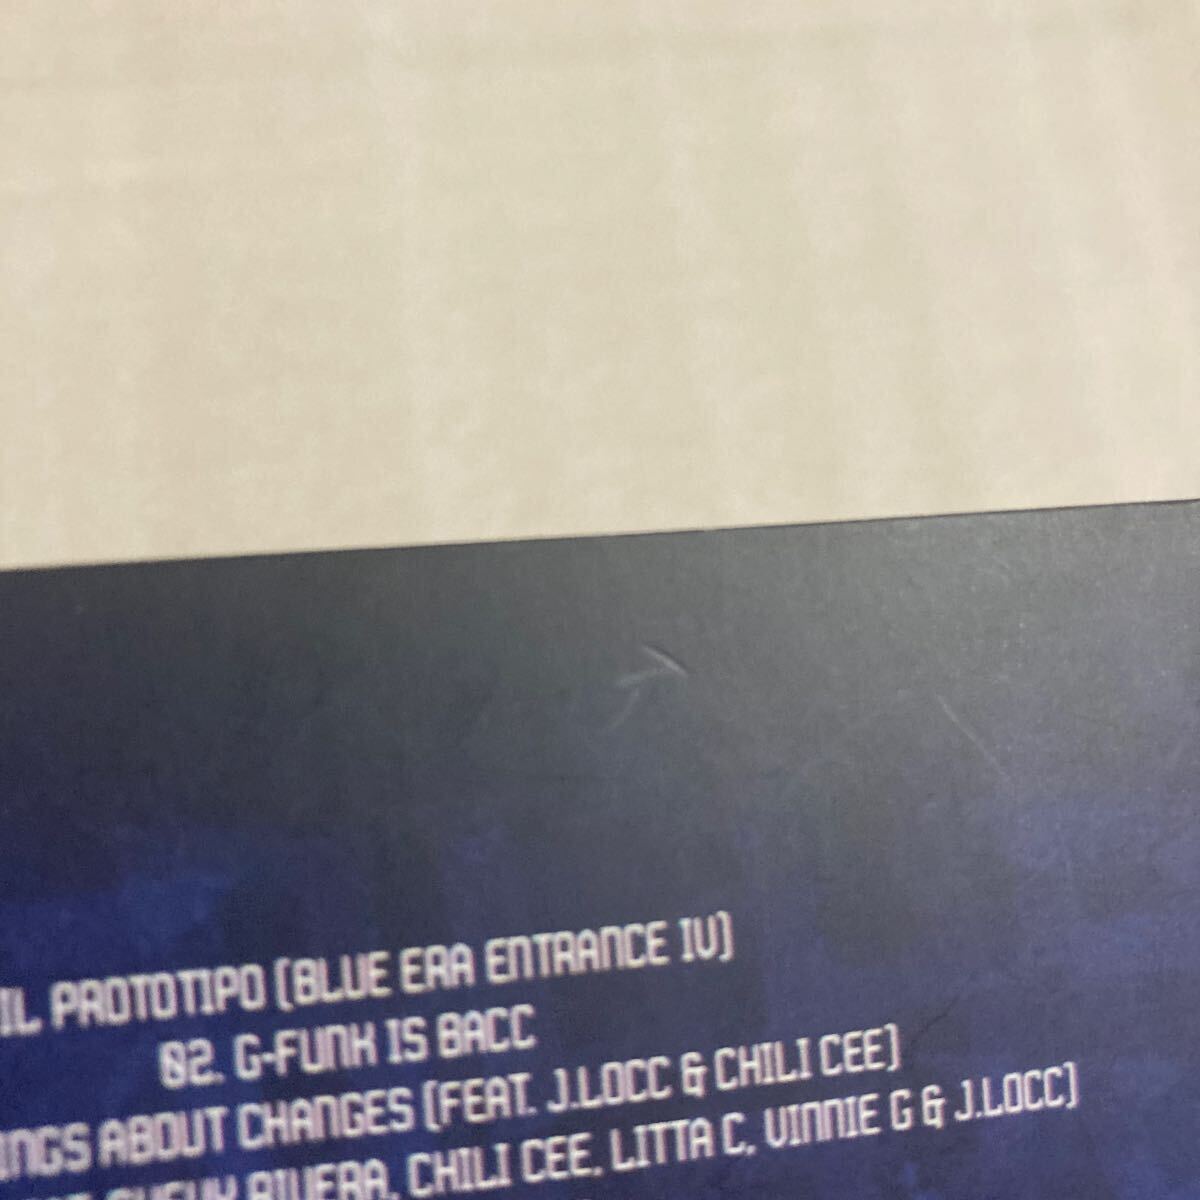 IL PROTOTIPO (BLUE ERA ENTRANCE IV)
02. G-FUNK IS BACC
ABOUT CHANGES (FEAT. J.LOCC & CHILI CEE)
RIVERA, CHILI CEE, LITTA C, VINNIE G & J.LOCC)